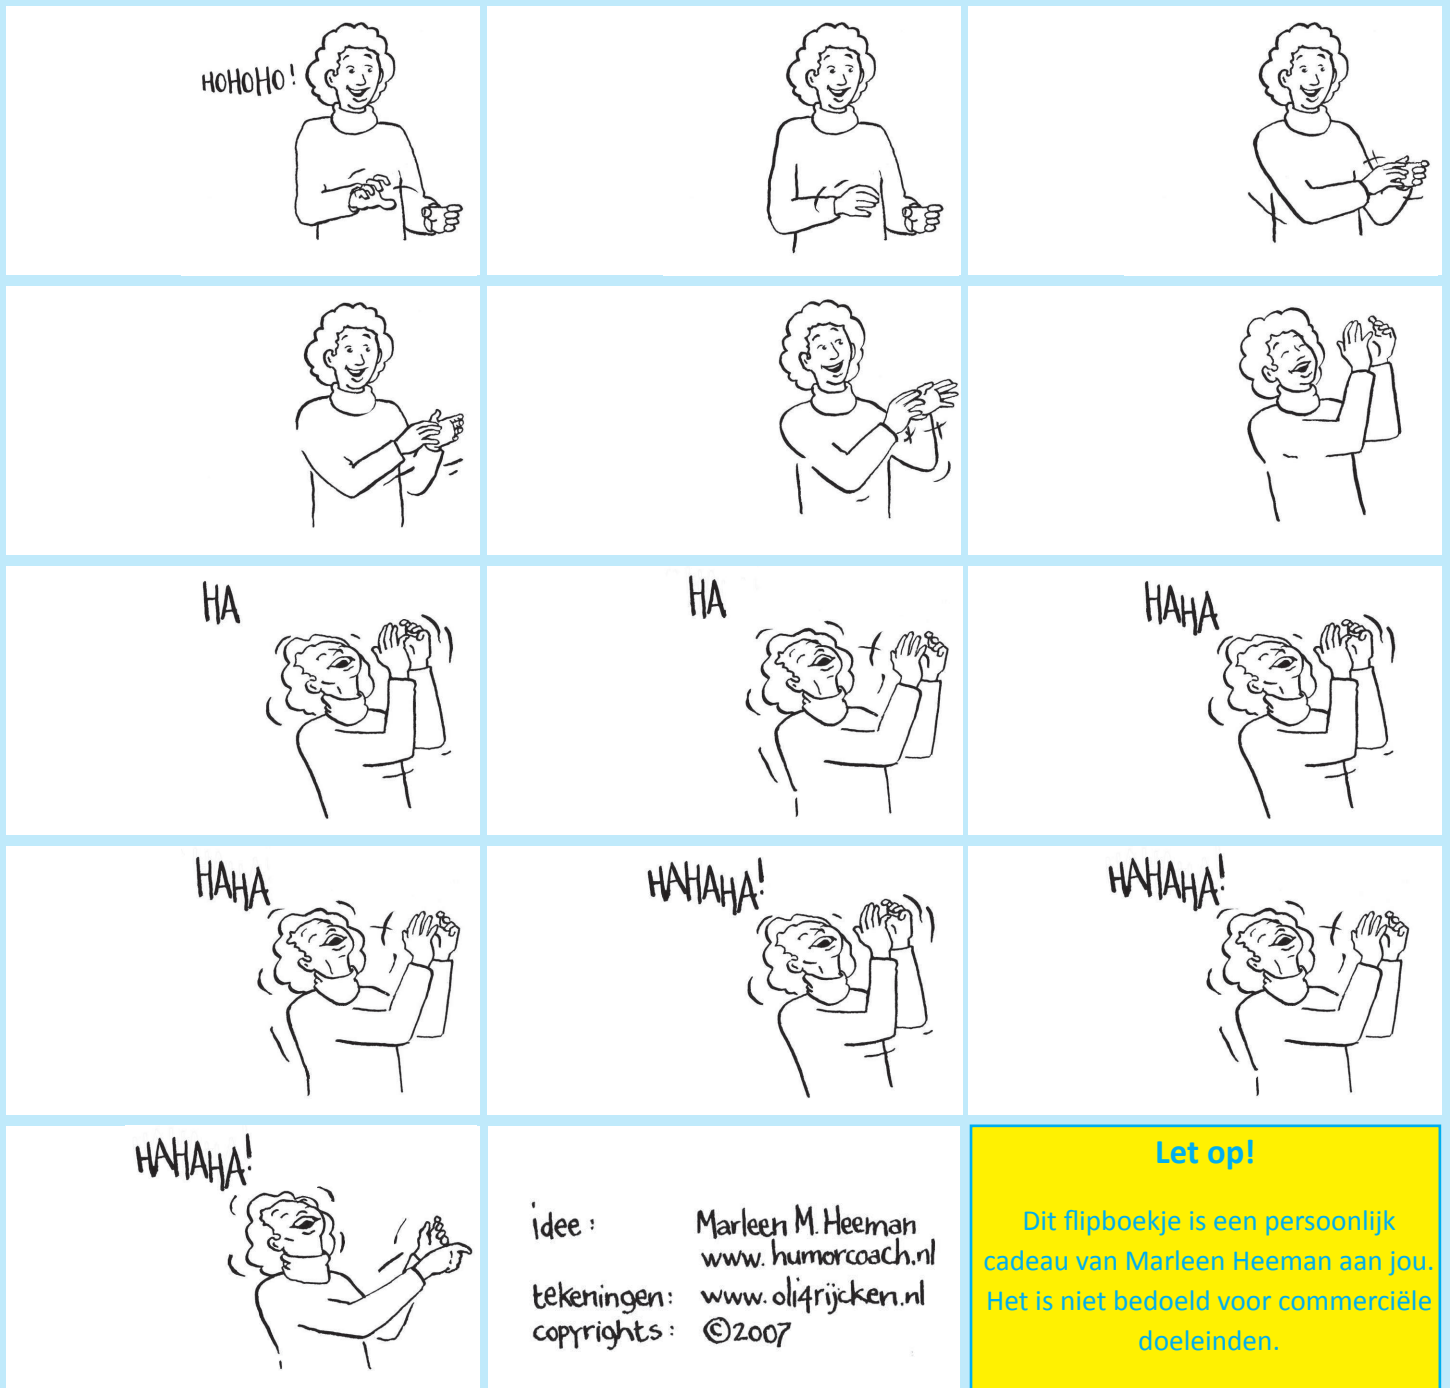 HOHOHO!
HA
HA
HAHA
HAHA
HAHAHA!
HAHAHA!
HAHAHA!
idee: Marleen M. Heeman
www.humorcoach.nl
tekeningen: www.oli4rijcken.nl
copyrights: ©2007
Let op!
Dit flipboekje is een persoonlijk
cadeau van Marleen Heeman aan jou.
Het is niet bedoeld voor commerciële
doeleinden.